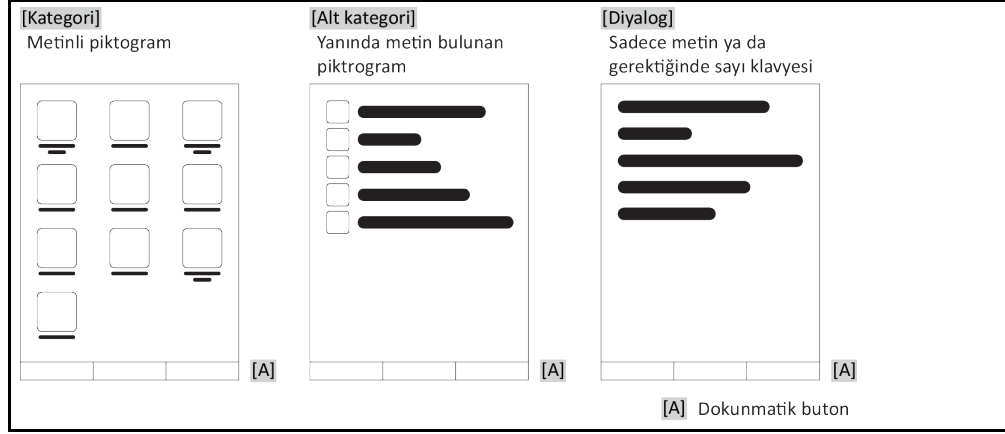 [Kategori]
Metinli piktogram
[Alt kategori]
Yanında metin bulunan
piktrogram
[Diyalog]
Sadece metin ya da
gerektiğinde sayı klavyesi
[A]
[A]
[A]
[A] Dokunmatik buton